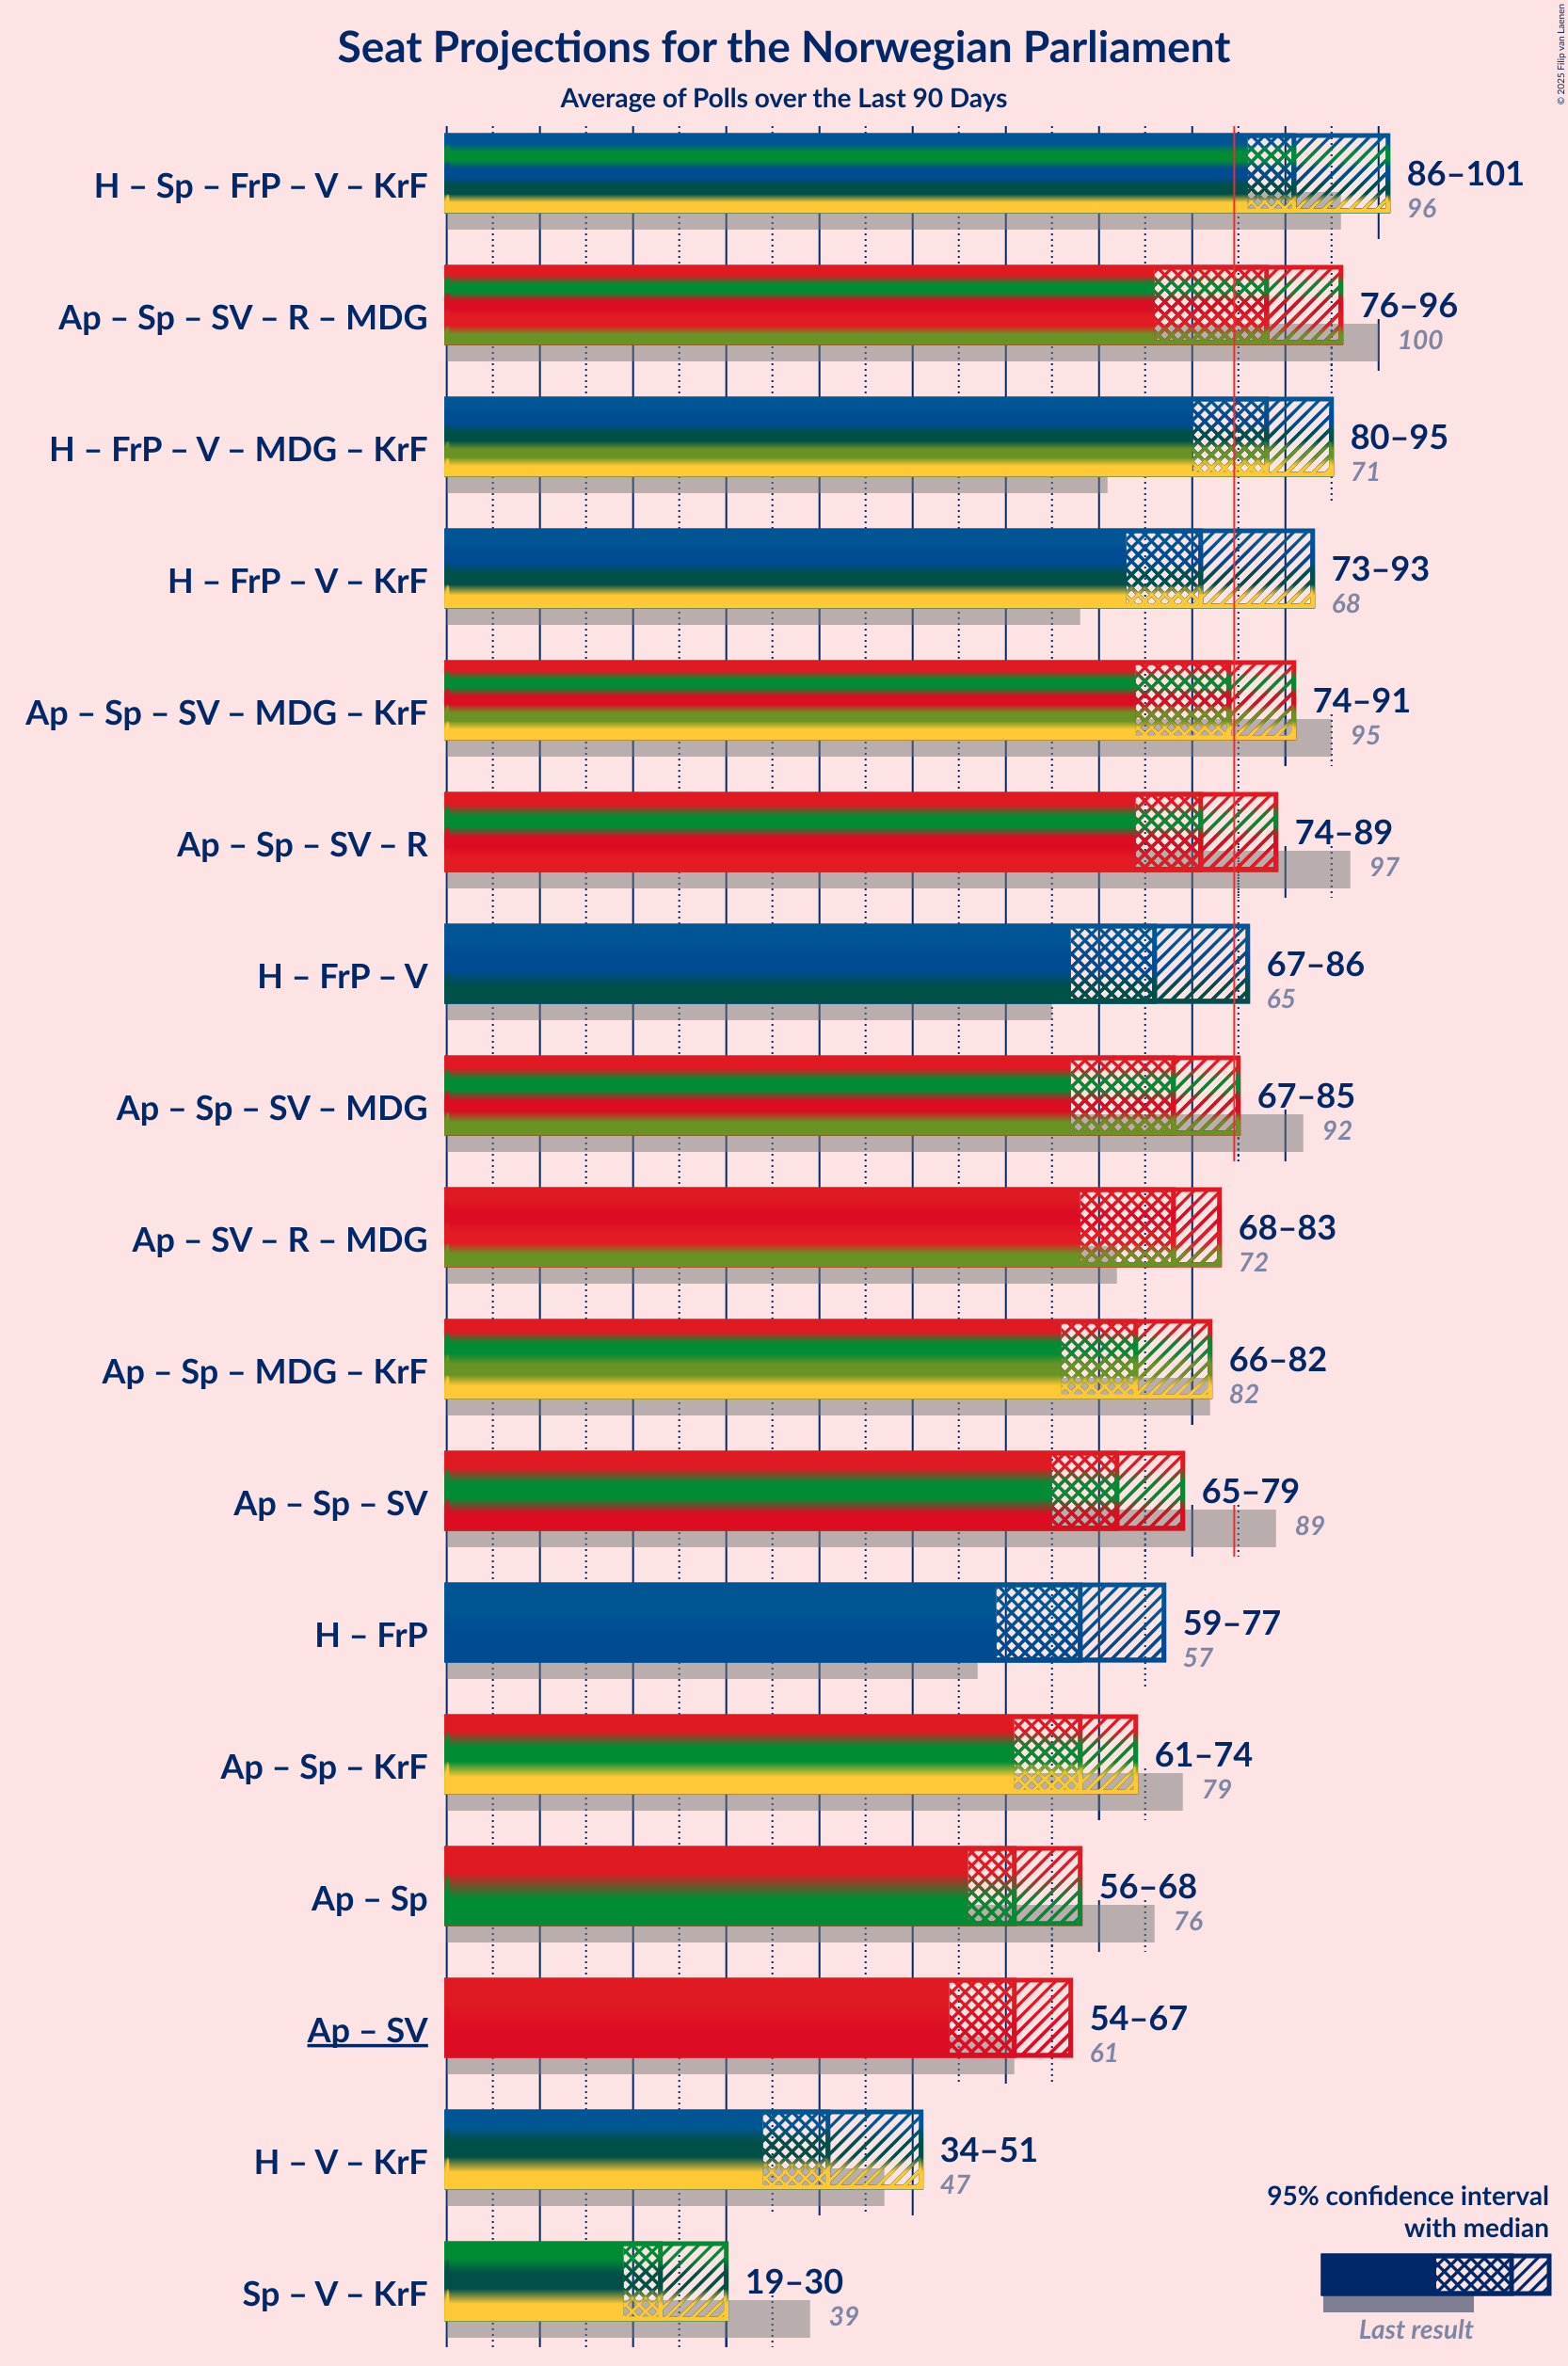 Seat Projections for the Norwegian Parliament
Average of Polls over the Last 90 Days
© 2025 Filip van Laenen
H – Sp – FrP – V – KrF
86–101
96
Ap – Sp – SV – R – MDG
76–96
100
H – FrP – V – MDG – KrF
80–95
71
H – FrP – V – KrF
73–93
68
Ap – Sp – SV – MDG – KrF
74–91
95
Ap – Sp – SV – R
74–89
97
H – FrP – V
67–86
65
Ap – Sp – SV – MDG
67–85
92
Ap – SV – R – MDG
68–83
72
Ap – Sp – MDG – KrF
66–82
82
Ap – Sp – SV
65–79
89
H – FrP
59–77
57
Ap – Sp – KrF
61–74
79
Ap – Sp
56–68
76
Ap – SV
54–67
61
H – V – KrF
34–51
47
Sp – V – KrF
19–30
39
95% confidence interval
with median
Last result